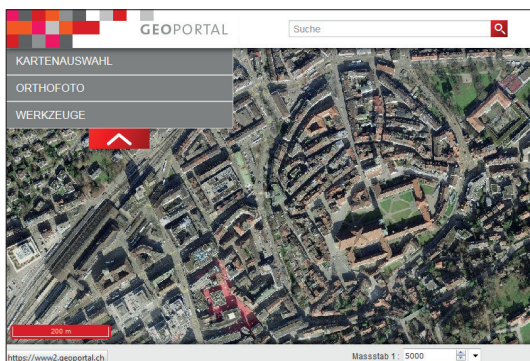 GEOPORTAL
Suche
KARTENAUSWAHL
ORTHOFOTO
WERKZEUGE
200 m
https://www2.geoportal.ch
Massstab 1 : 5000